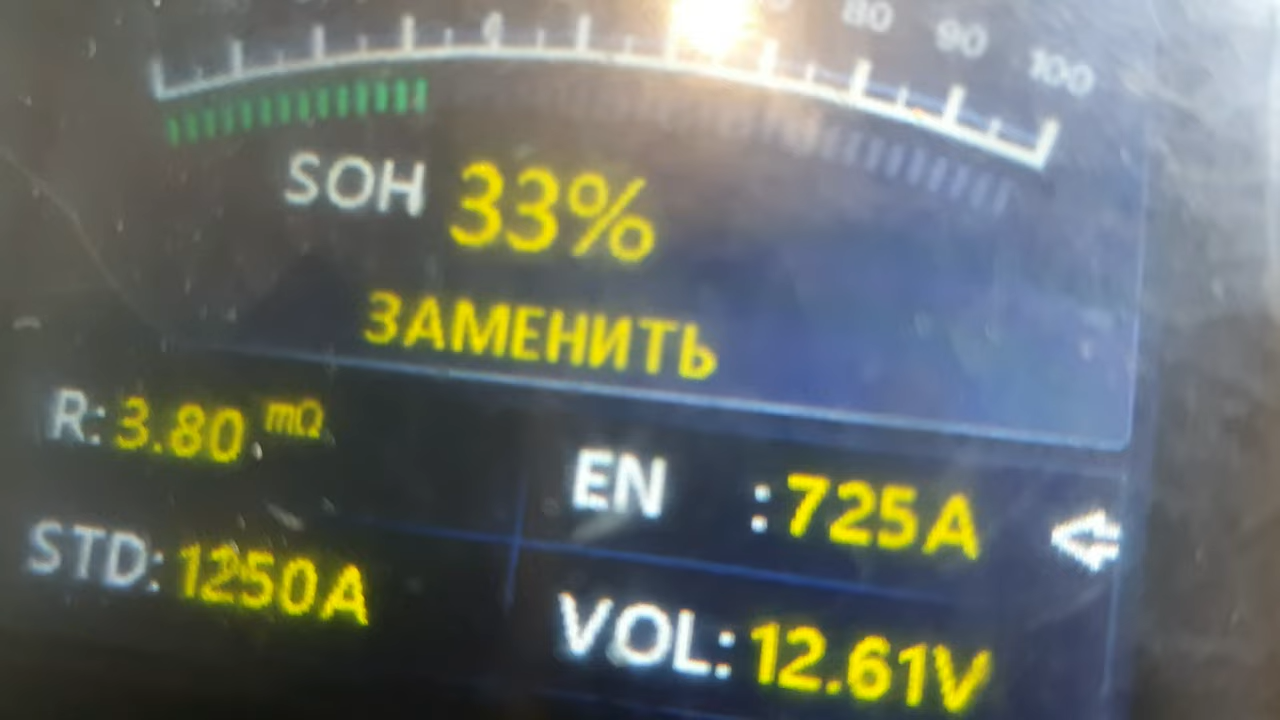 80 90 100
SOH 33%
ЗАМЕНИТЬ
R: 3.80 mΩ
EN : 725A
STD: 1250A
VOL: 12.61V